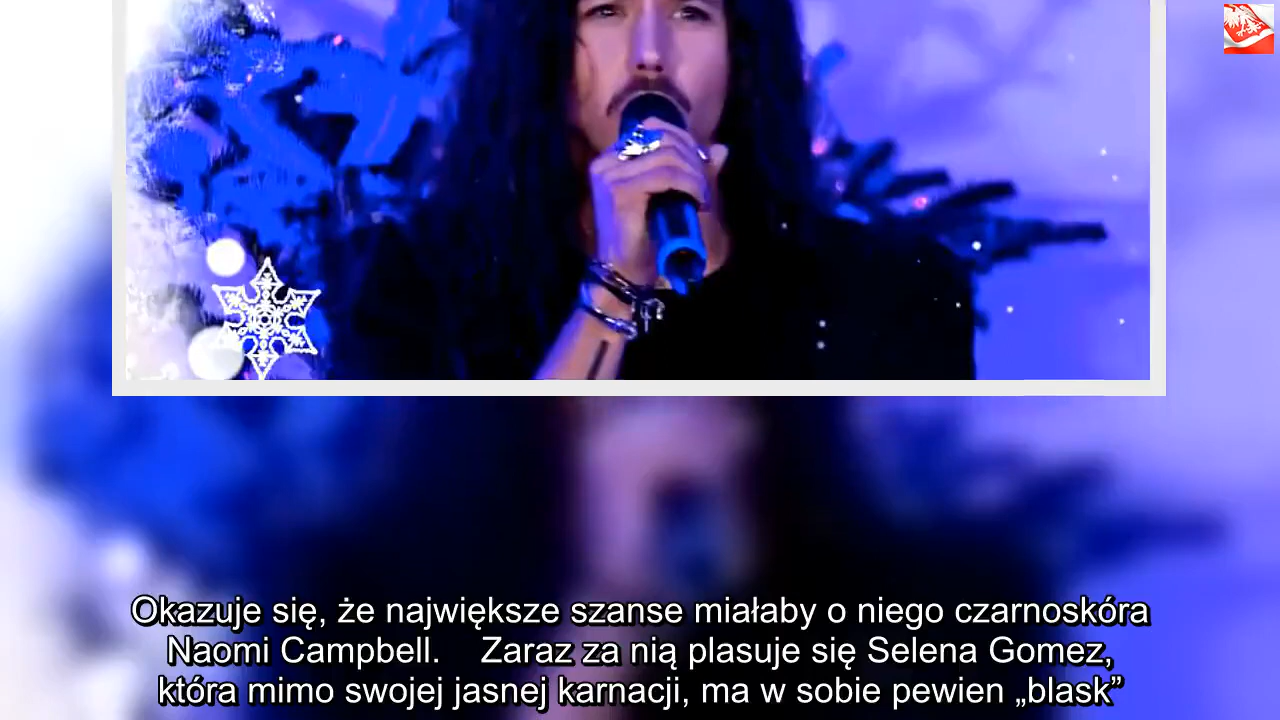 Okazuje się, że największe szanse miałaby o niego czarnoskóra
Naomi Campbell. Zaraz za nią plasuje się Selena Gomez,
która mimo swojej jasnej karnacji, ma w sobie pewien „blask”